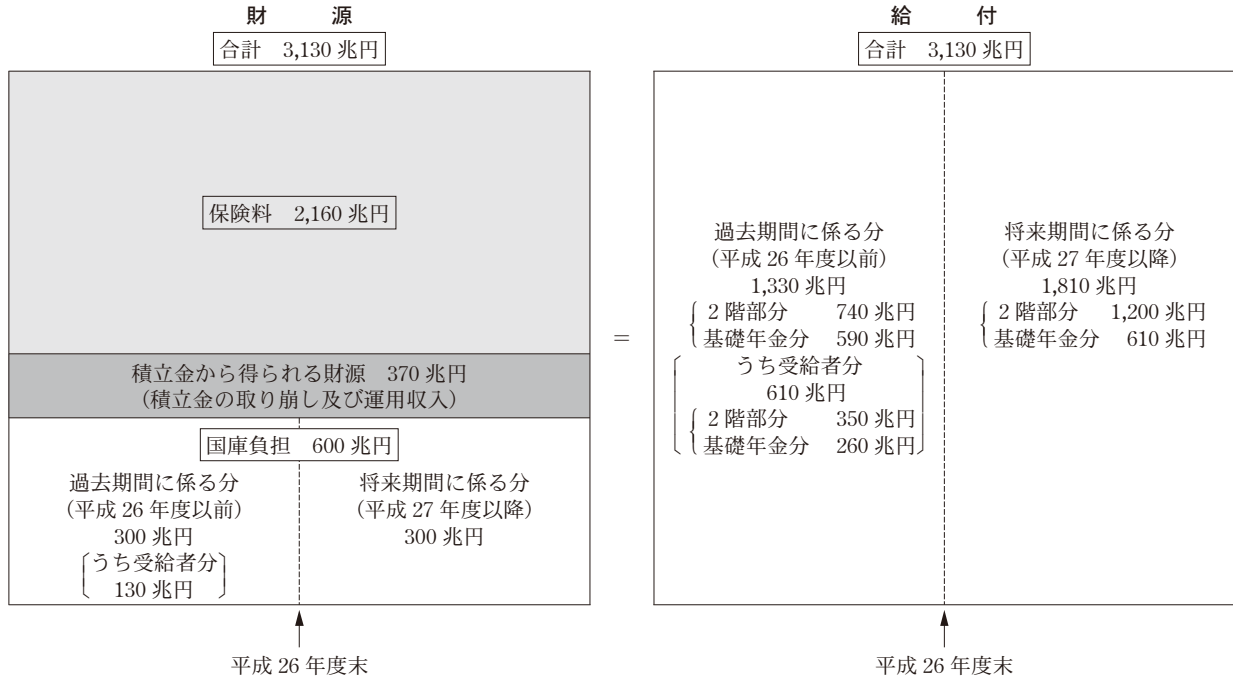 財　源
合計　3,130 兆円
保険料　2,160 兆円
積立金から得られる財源　370 兆円
(積立金の取り崩し及び運用収入)
国庫負担　600 兆円
過去期間に係る分
(平成 26 年度以前)
300 兆円
〔うち受給者分
130 兆円〕
将来期間に係る分
(平成 27 年度以降)
300 兆円
平成 26 年度末
=
給　付
合計　3,130 兆円
過去期間に係る分
(平成 26 年度以前)
1,330 兆円
{ 2 階部分　740 兆円
基礎年金分　590 兆円
〔うち受給者分
610 兆円
{ 2 階部分　350 兆円
基礎年金分　260 兆円〕
将来期間に係る分
(平成 27 年度以降)
1,810 兆円
{ 2 階部分　1,200 兆円
基礎年金分　610 兆円
平成 26 年度末